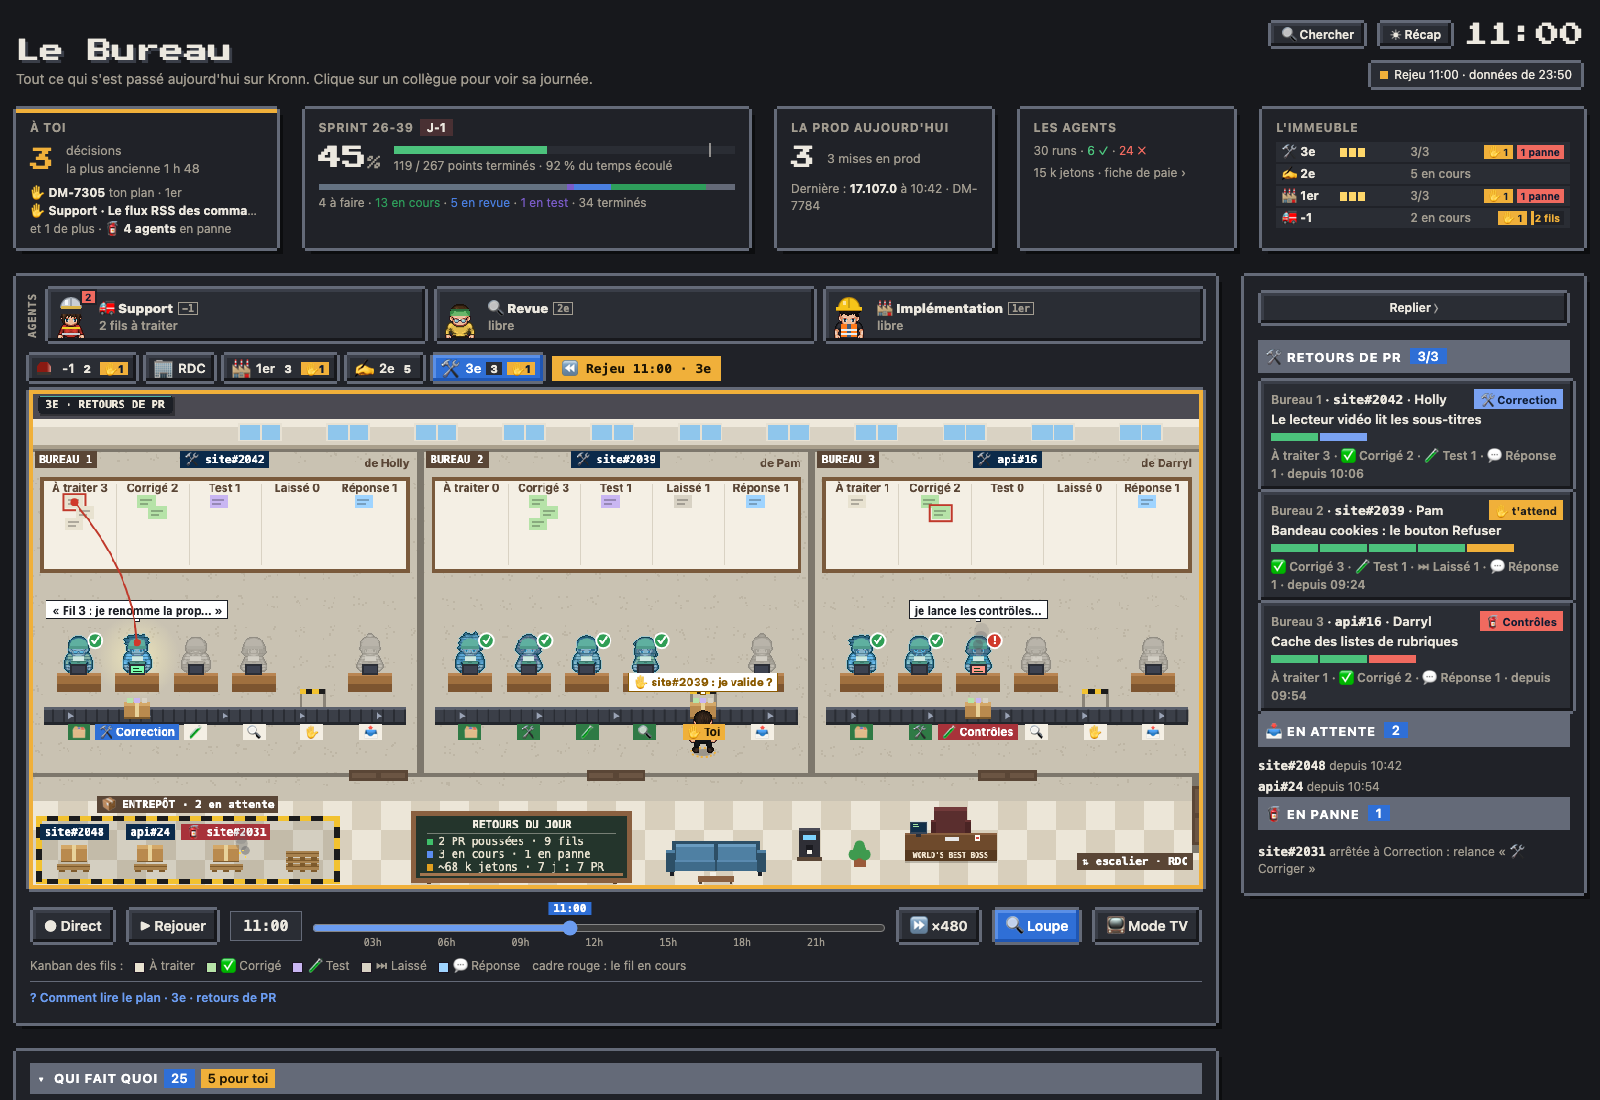 Le Bureau
Tout ce qui s'est passé aujourd'hui sur Kronn. Clique sur un collègue pour voir sa journée.
Chercher
Récap
11:00
Rejeu 11:00 · données de 23:50
À TOI
3
décisions
la plus ancienne 1 h 48
DM-7305 ton plan · 1er
Support · Le flux RSS des comma…
et 1 de plus · 4 agents en panne
SPRINT 26-39 J-1
45%
119 / 267 points terminés · 92 % du temps écoulé
4 à faire · 13 en cours · 5 en revue · 1 en test · 34 terminés
LA PROD AUJOURD'HUI
3
3 mises en prod
Dernière : 17.107.0 à 10:42 · DM-
7784
LES AGENTS
30 runs · 6 ✓ · 24 ✕
15 k jetons · fiche de paie ›
L'IMMEUBLE
3e 3/3 1 1 panne
2e 5 en cours
1er 3/3 1 1 panne
-1 2 en cours 1 2 fils
AGENTS
2
Support -1
2 fils à traiter
Revue 2e
libre
Implémentation 1er
libre
-1 2 1
RDC
1er 3 1
2e 5
3e 3 1
Rejeu 11:00 · 3e
3E · RETOURS DE PR
BUREAU 1 site#2042 de Holly
À traiter 3 Corrigé 2 Test 1 Laissé 0 Réponse 1
« Fil 3 : je renomme la prop… »
Correction
BUREAU 2 site#2039 de Pam
À traiter 0 Corrigé 3 Test 1 Laissé 1 Réponse 1
site#2039 : je valide ?
Toi
BUREAU 3 api#16 de Darryl
À traiter 1 Corrigé 2 Test 0 Laissé 0 Réponse 1
je lance les contrôles…
Contrôles
ENTREPÔT · 2 en attente
site#2048 api#24 site#2031
RETOURS DU JOUR
2 PR poussées · 9 fils
3 en cours · 1 en panne
~68 k jetons · 7 j : 7 PR
WORLD'S BEST BOSS
⇅ escalier · RDC
Direct
Rejouer
11:00
11:00
03h 06h 09h 12h 15h 18h 21h
×480
Loupe
Mode TV
Kanban des fils : À traiter Corrigé Test Laissé Réponse cadre rouge : le fil en cours
? Comment lire le plan · 3e · retours de PR
QUI FAIT QUOI 25 5 pour toi
Replier ›
RETOURS DE PR 3/3
Bureau 1 · site#2042 · Holly
Correction
Le lecteur vidéo lit les sous-titres
À traiter 3 · Corrigé 2 · Test 1 · Réponse
1 · depuis 10:06
Bureau 2 · site#2039 · Pam
t'attend
Bandeau cookies : le bouton Refuser
Corrigé 3 · Test 1 · Laissé 1 · Réponse
1 · depuis 09:24
Bureau 3 · api#16 · Darryl
Contrôles
Cache des listes de rubriques
À traiter 1 · Corrigé 2 · Réponse 1 · depuis
09:54
EN ATTENTE 2
site#2048 depuis 10:42
api#24 depuis 10:54
EN PANNE 1
site#2031 arrêtée à Correction : relance «
Corriger »